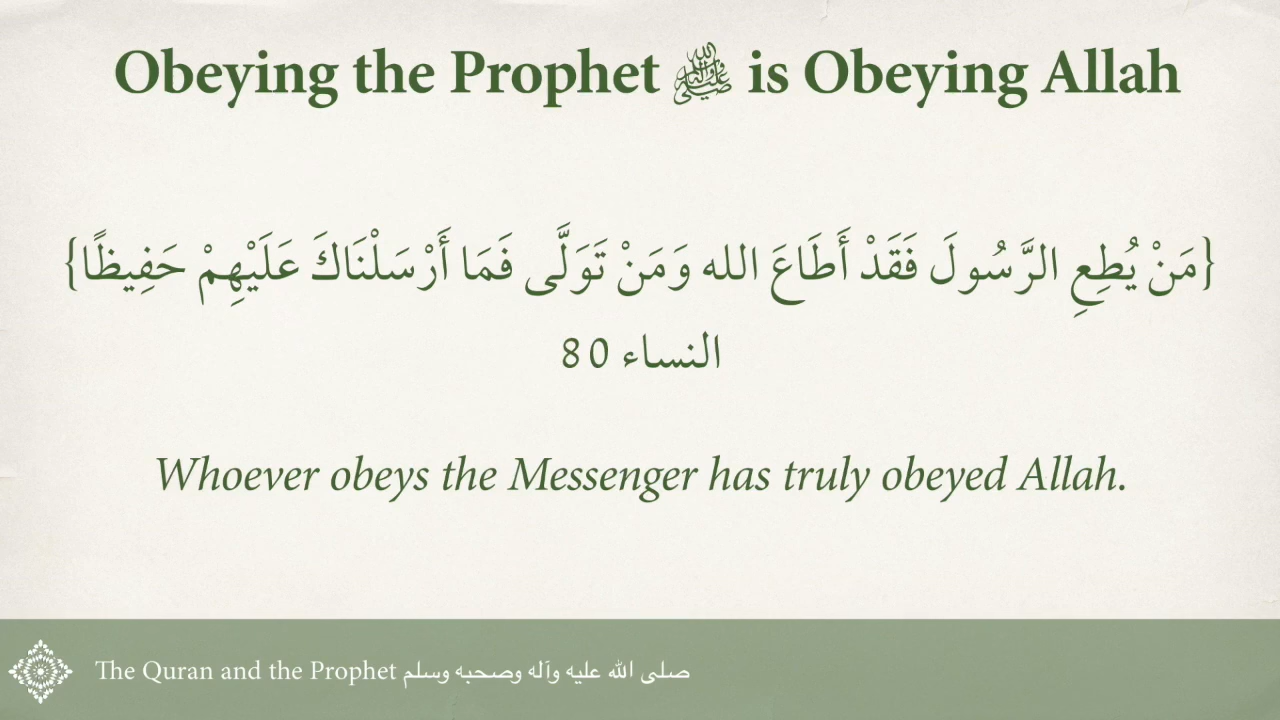 Obeying the Prophet ﷺ is Obeying Allah
{مَنْ يُطِعِ الرَّسُولَ فَقَدْ أَطَاعَ الله وَمَنْ تَوَلَّى فَمَا أَرْسَلْنَاكَ عَلَيْهِمْ حَفِيظًا}
النساء 80
Whoever obeys the Messenger has truly obeyed Allah.
The Quran and the Prophet صلى الله عليه وآله وصحبه وسلم